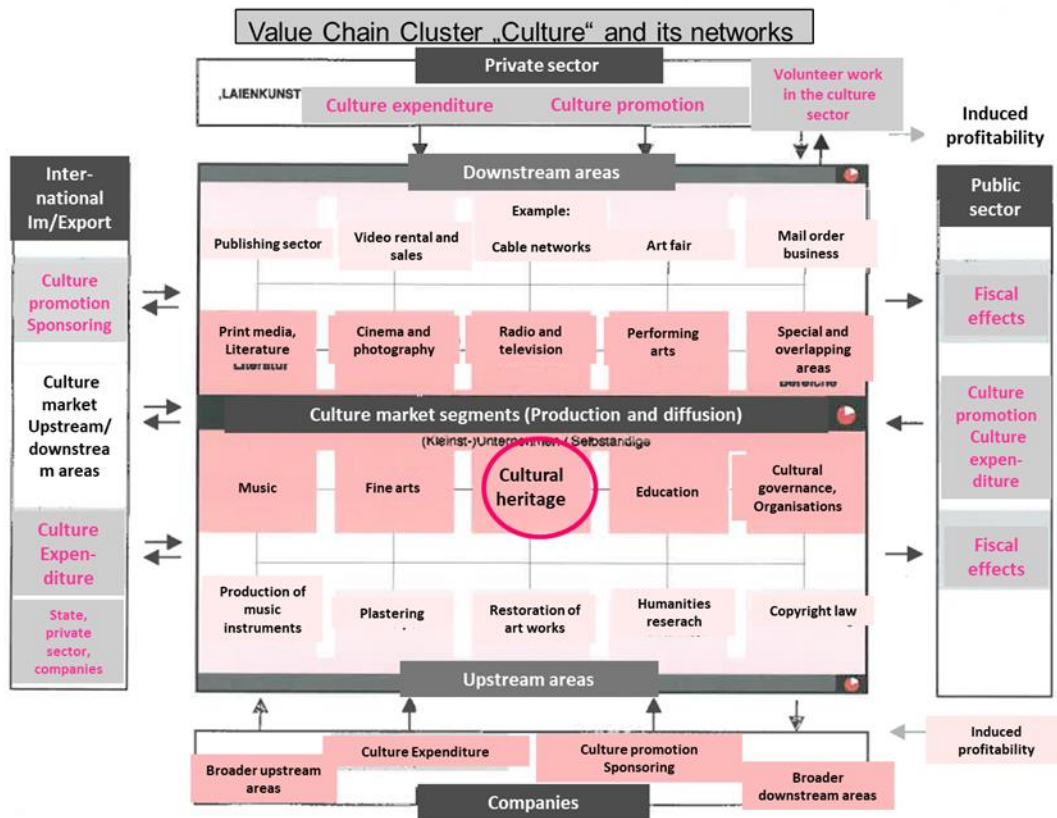 Value Chain Cluster „Culture“ and its networks
Private sector
‚LAIENKUNST
Culture expenditure
Culture promotion
Volunteer work
in the culture
sector
Induced
profitability
Inter-
national
Im/Export
Culture
promotion
Sponsoring
Culture
market
Upstream/
downstrea
m areas
Culture
Expen-
diture
State,
private
sector,
companies
Downstream areas
Example:
Publishing sector
Video rental and
sales
Cable networks
Art fair
Mail order
business
Print media,
Literature
Literatur
Cinema and
photography
Radio and
television
Performing
arts
Special and
overlapping
areas
Bereiche
Culture market segments (Production and diffusion)
(Kleinst-)Unternehmen / Selbständige
Music
Fine arts
Cultural
heritage
Education
Cultural
governance,
Organisations
Production of
music
instruments
Plastering
Restoration of
art works
Humanities
reserach
Copyright law
Upstream areas
Public
sector
Fiscal
effects
Culture
promotion
Culture
expen-
diture
Fiscal
effects
Broader upstream
areas
Culture Expenditure
Culture promotion
Sponsoring
Broader
downstream areas
Companies
Induced
profitability